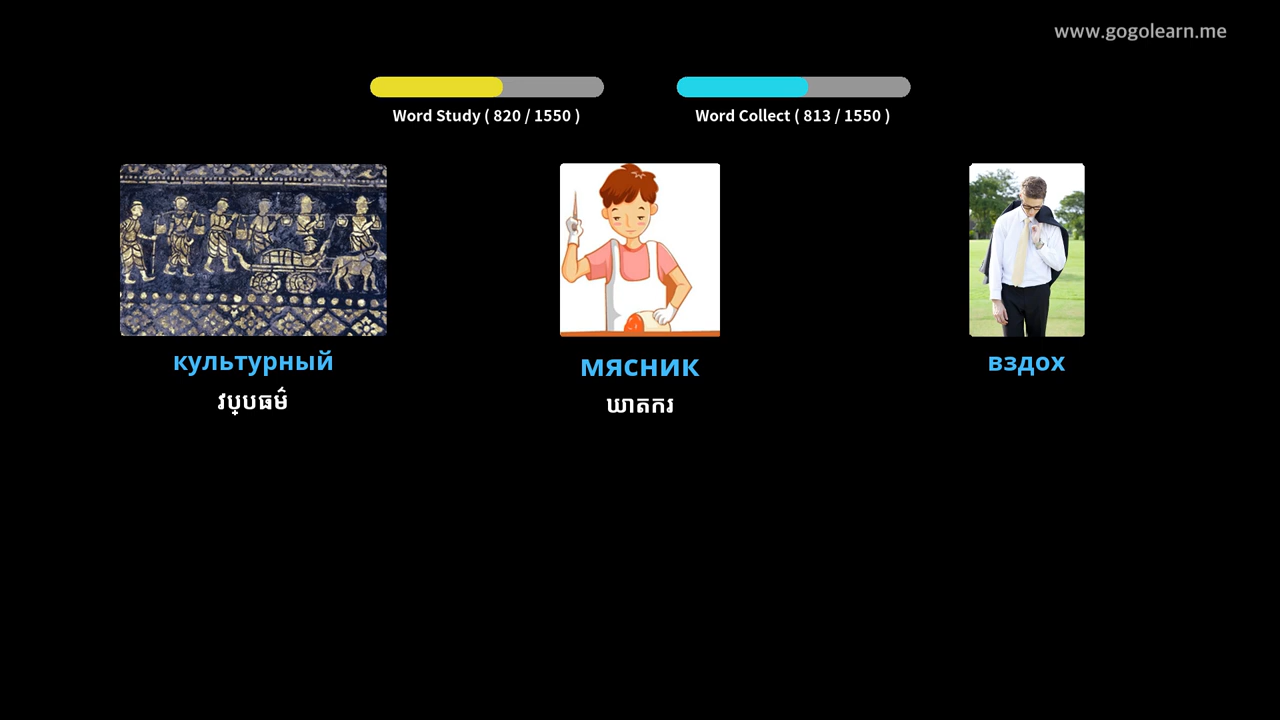 www.gogolearn.me
Word Study ( 820 / 1550 )
Word Collect ( 813 / 1550 )
культурный
мясник
вздох
វប្បធម៌
ឃាតករ